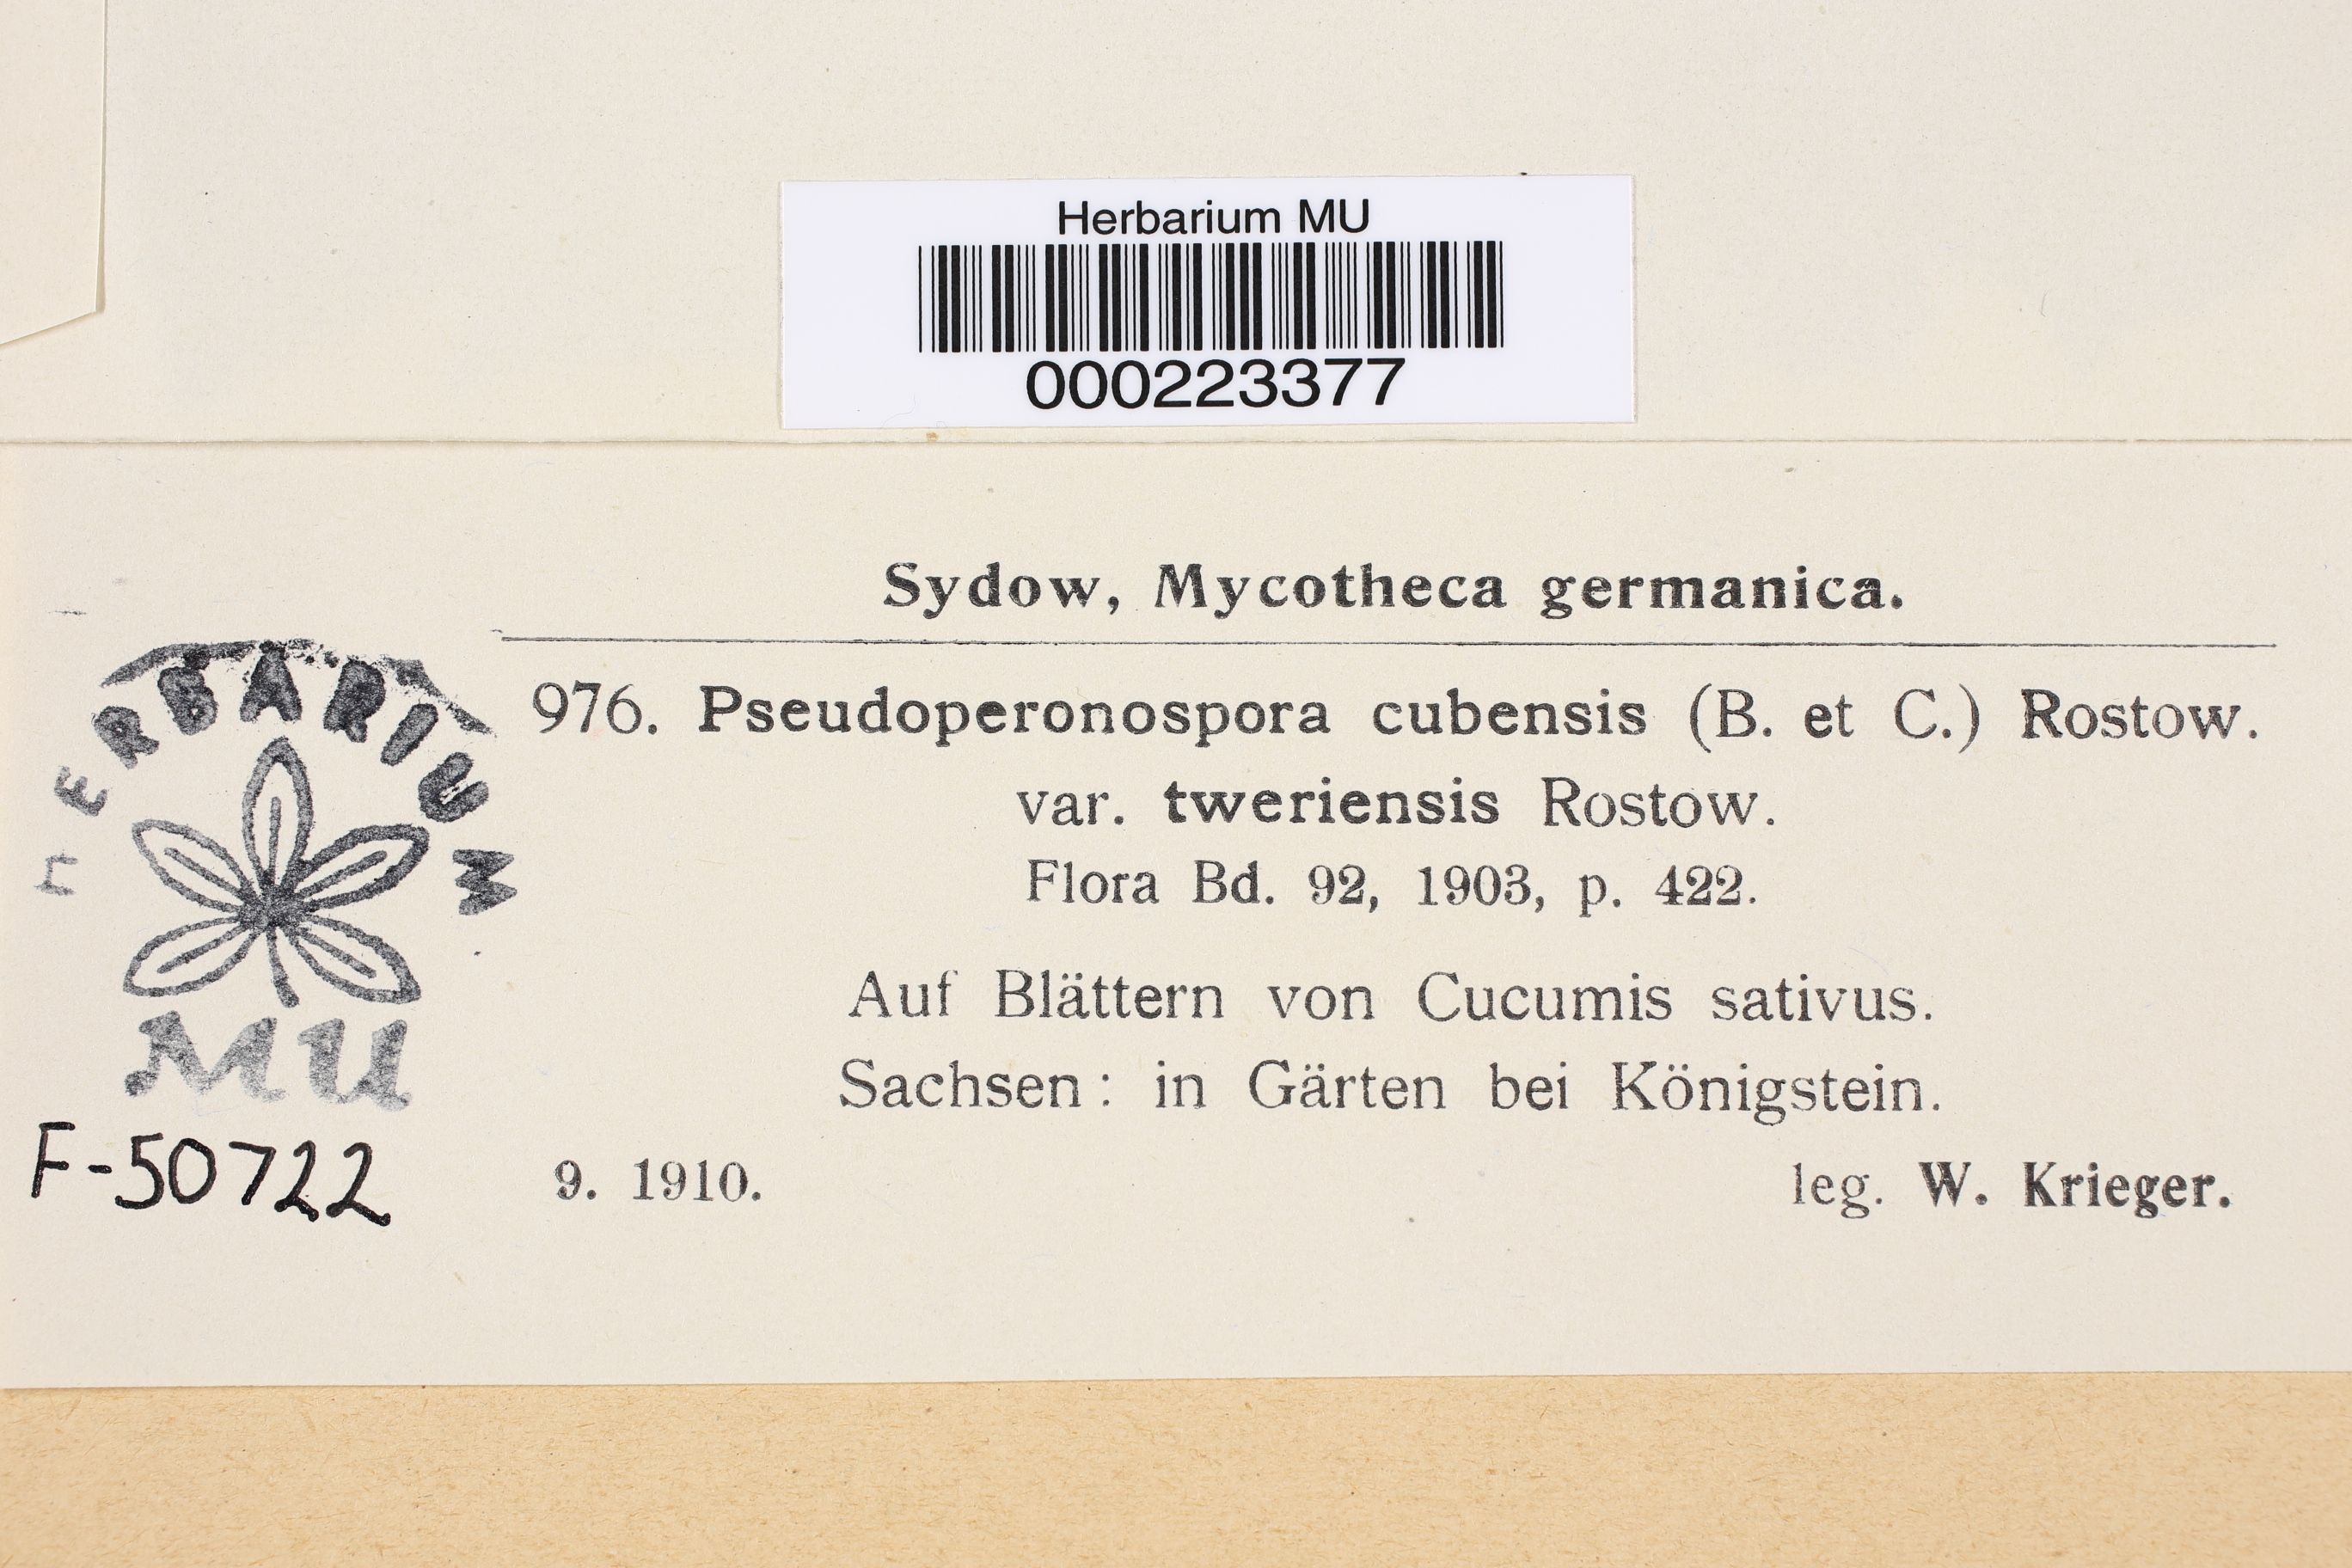 Herbarium MU
000223377
Sydow, Mycotheca germanica.
HERBARIUM
MU
F-50722
976. Pseudoperonospora cubensis (B. et C.) Rostow.
var. tweriensis Rostow.
Flora Bd. 92, 1903, p. 422.
Auf Blättern von Cucumis sativus.
Sachsen: in Gärten bei Königstein.
9. 1910. leg. W. Krieger.